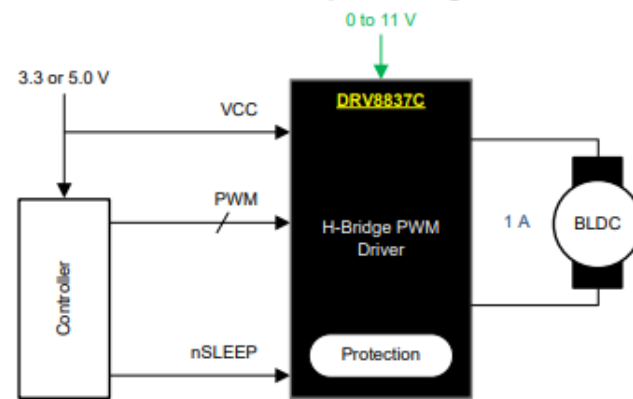 0 to 11 V
3.3 or 5.0 V
DRV8837C
VCC
PWM
H-Bridge PWM
Driver
1 A
BLDC
Controller
nSLEEP
Protection